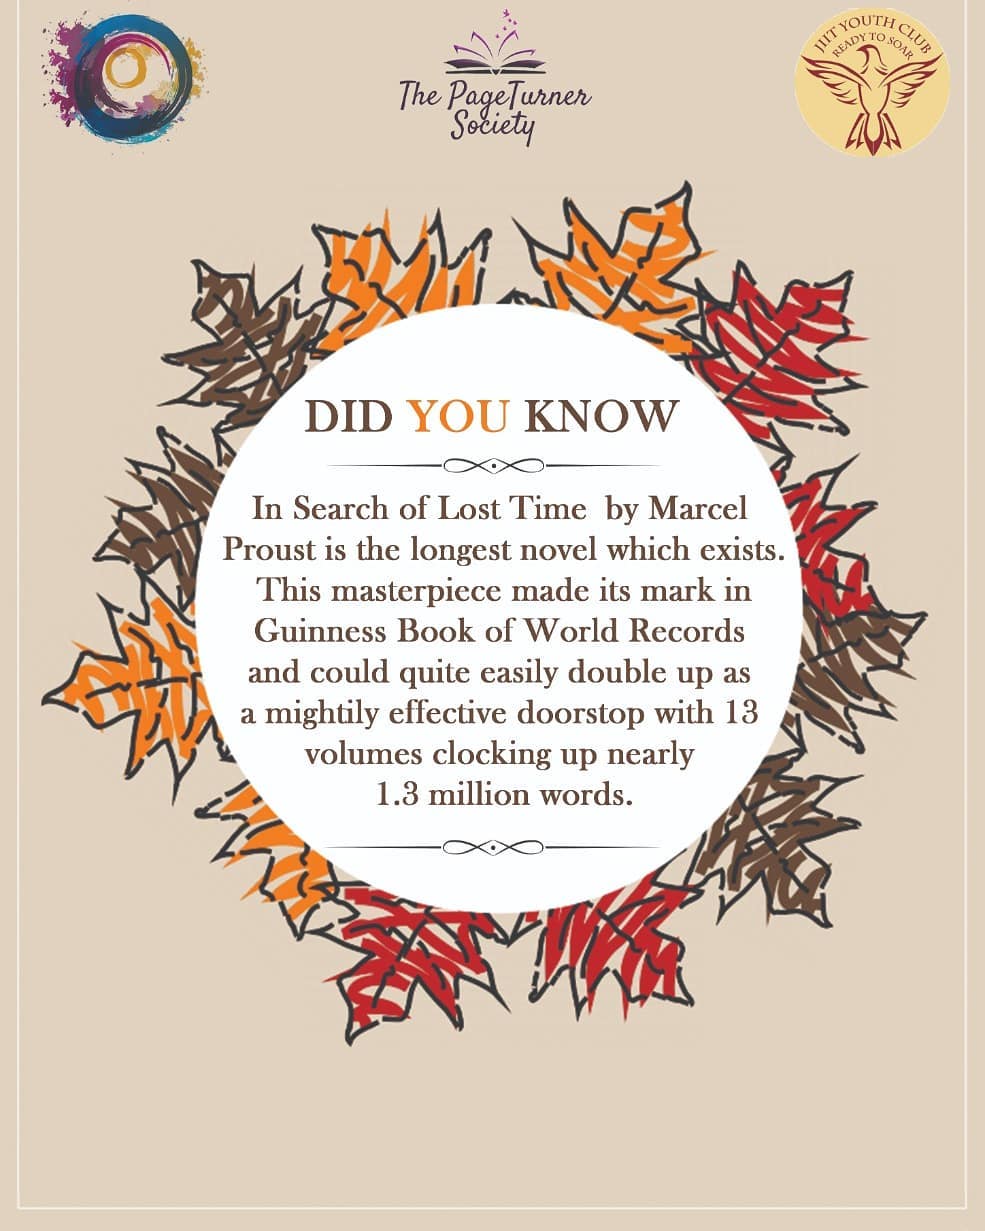 The PageTurner
Society
JIIT YOUTH CLUB
READY TO SOAR
DID YOU KNOW
In Search of Lost Time by Marcel
Proust is the longest novel which exists.
This masterpiece made its mark in
Guinness Book of World Records
and could quite easily double up as
a mightily effective doorstop with 13
volumes clocking up nearly
1.3 million words.